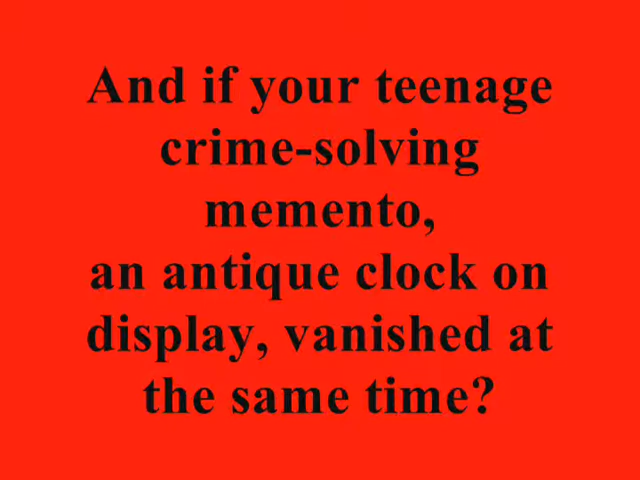 And if your teenage
crime-solving
memento,
an antique clock on
display, vanished at
the same time?